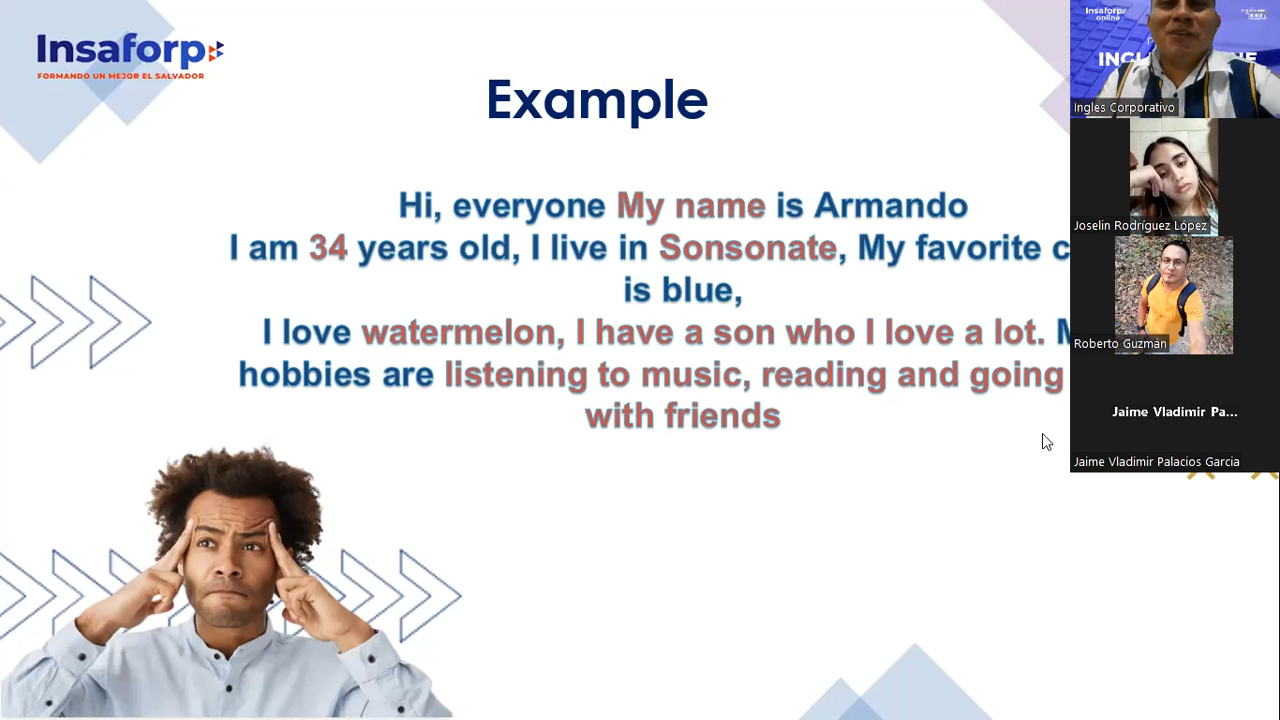 Insaforp
FORMANDO UN MEJOR EL SALVADOR
Example
Hi, everyone My name is Armando
I am 34 years old, I live in Sonsonate, My favorite
is blue,
I love watermelon, I have a son who I love a lot.
hobbies are listening to music, reading and going
with friends
Insaforp
online
Ingles Corporativo
Joselin Rodríguez López
Roberto Guzmán
Jaime Vladimir Pa...
Jaime Vladimir Palacios Garcia